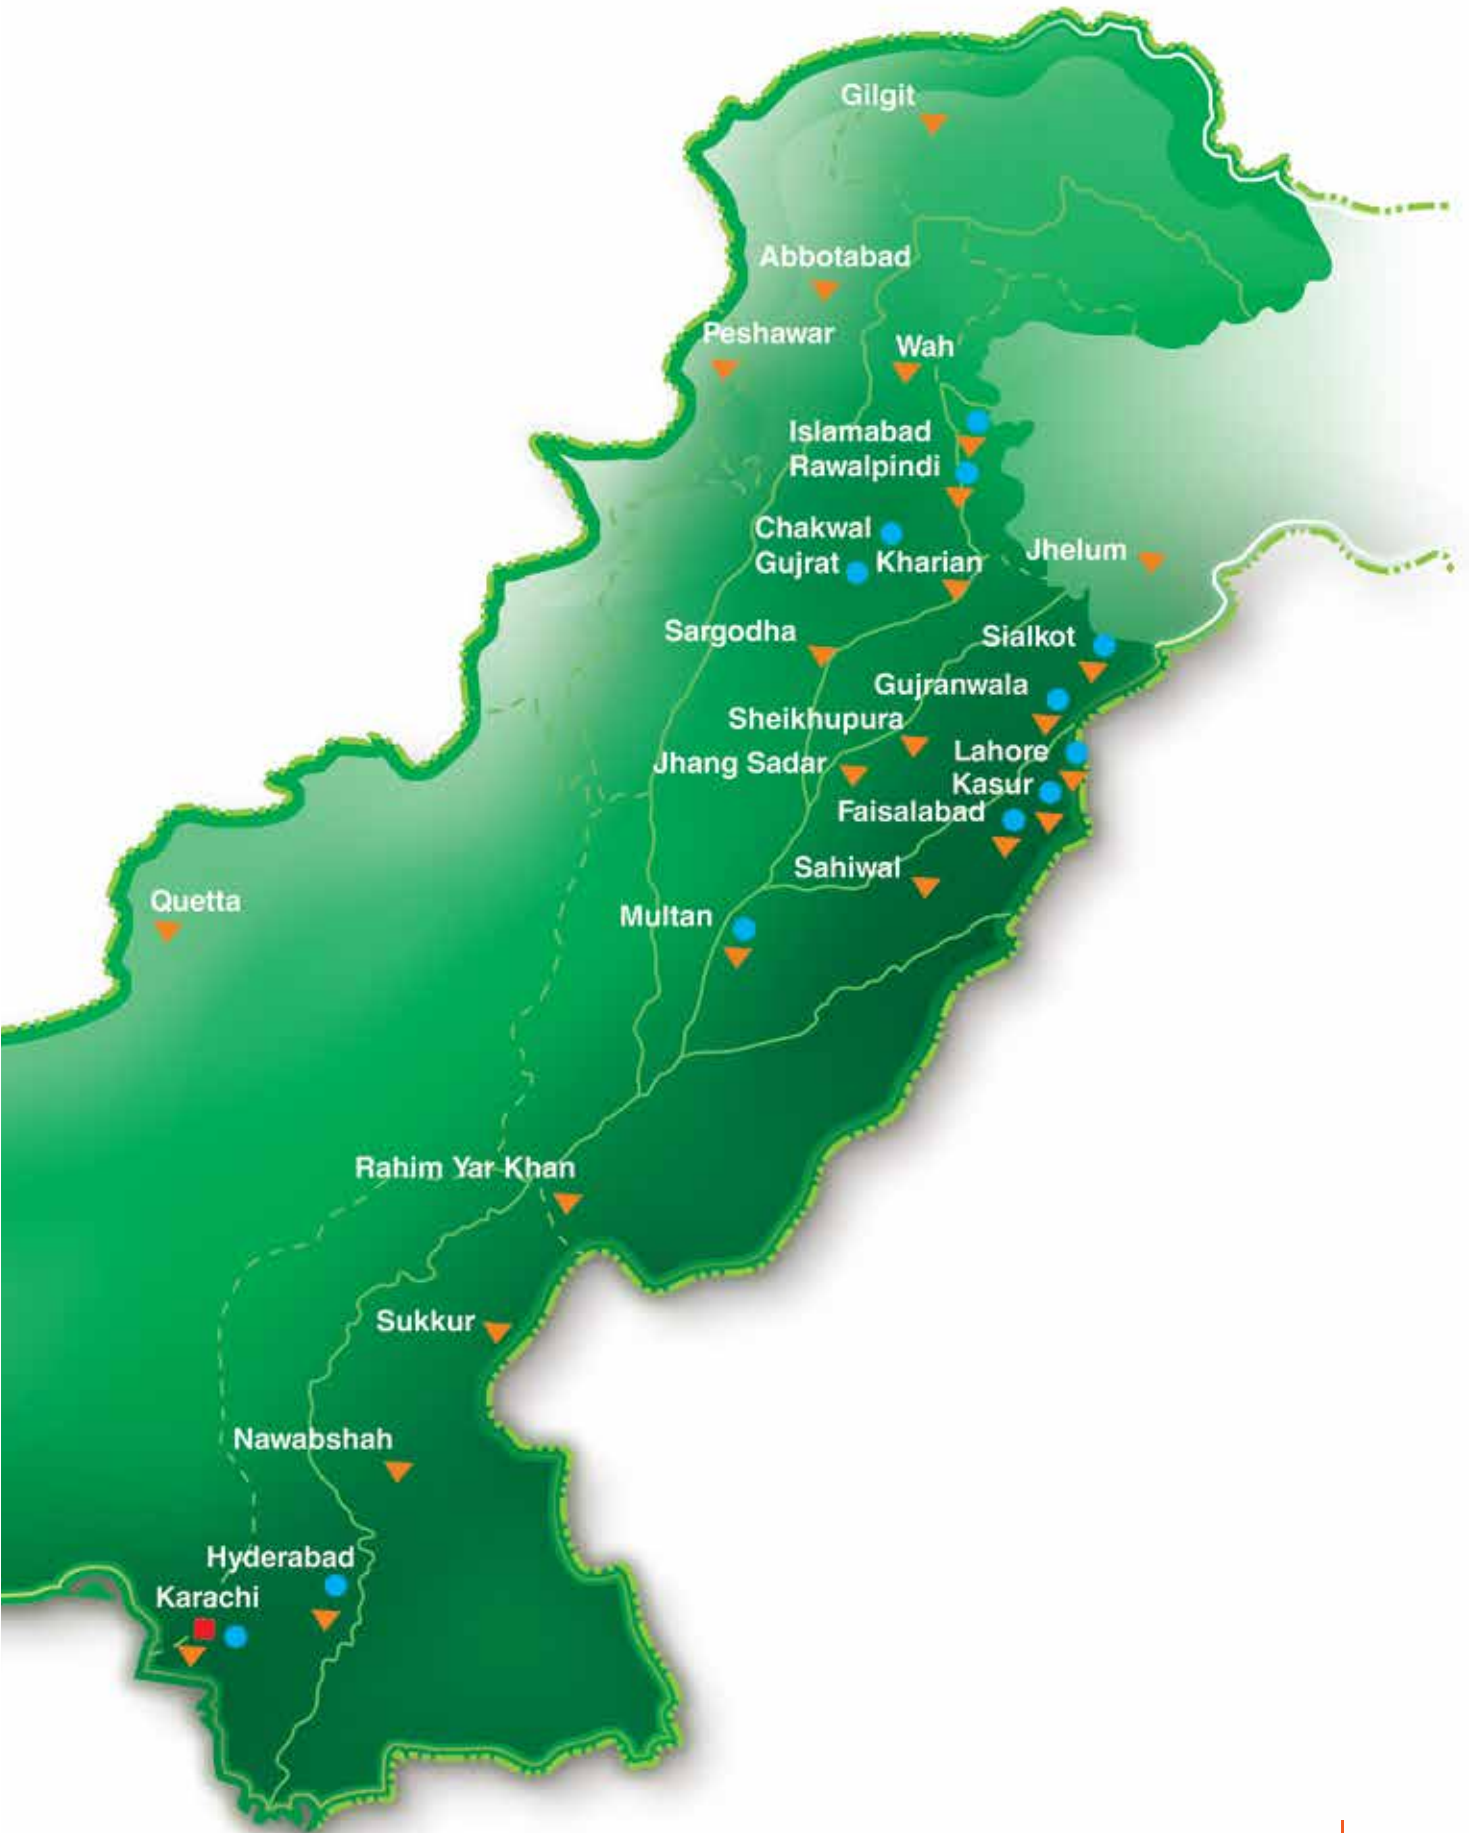 Gilgit
Abbotabad
Peshawar
Wah
Islamabad
Rawalpindi
Chakwal
Gujrat
Kharian
Jhelum
Sargodha
Sialkot
Gujranwala
Sheikhupura
Lahore
Jhang Sadar
Kasur
Faisalabad
Sahiwal
Quetta
Multan
Rahim Yar Khan
Sukkur
Nawabshah
Hyderabad
Karachi